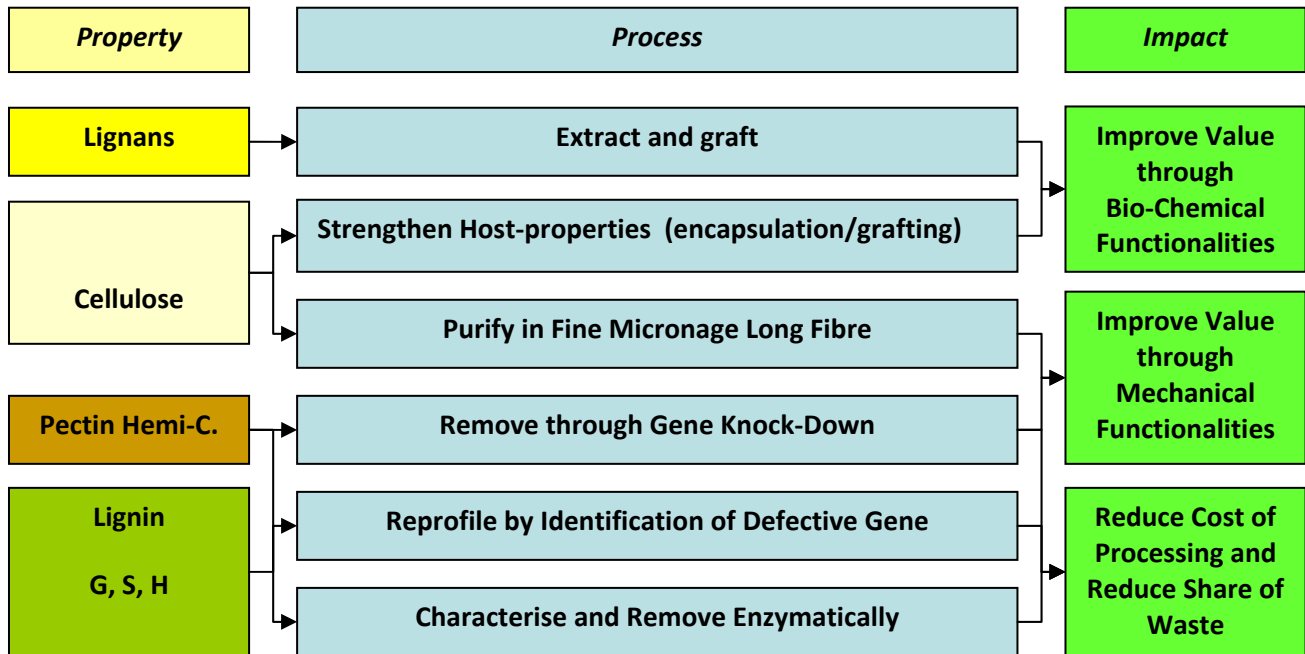 Property
Process
Impact
Lignans
Extract and graft
Improve Value
through
Bio-Chemical
Functionalities
Strengthen Host-properties (encapsulation/grafting)
Cellulose
Purify in Fine Micronage Long Fibre
Improve Value
through
Mechanical
Functionalities
Pectin Hemi-C.
Remove through Gene Knock-Down
Lignin
G, S, H
Reprofile by Identification of Defective Gene
Characterise and Remove Enzymatically
Reduce Cost of
Processing and
Reduce Share of
Waste